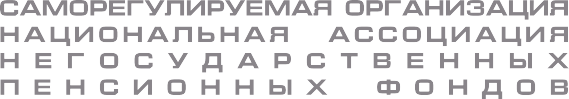 САМОРЕГУЛИРУЕМАЯ ОРГАНИЗАЦИЯ
НАЦИОНАЛЬНАЯ АССОЦИАЦИЯ
НЕГОСУДАРСТВЕННЫХ
ПЕНСИОННЫХ ФОНДОВ